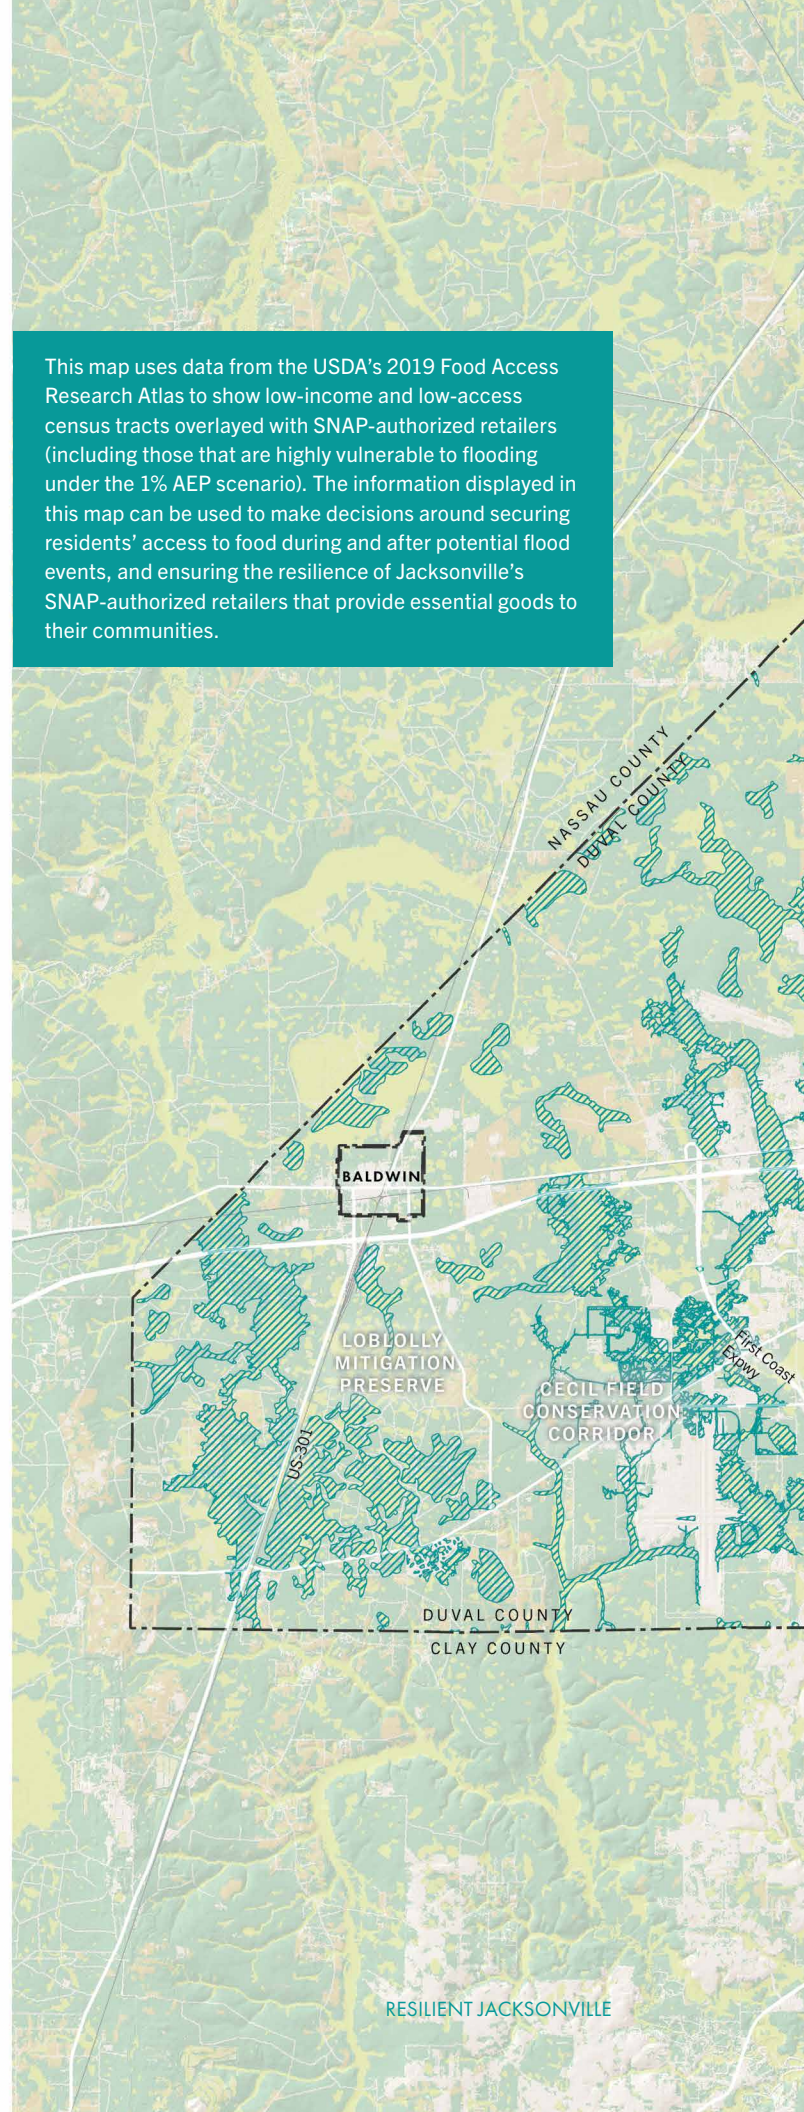 This map uses data from the USDA’s 2019 Food Access
Research Atlas to show low-income and low-access
census tracts overlayed with SNAP-authorized retailers
(including those that are highly vulnerable to flooding
under the 1% AEP scenario). The information displayed in
this map can be used to make decisions around securing
residents’ access to food during and after potential flood
events, and ensuring the resilience of Jacksonville’s
SNAP-authorized retailers that provide essential goods to
their communities.
NASSAU COUNTY
DUVAL COUNTY
BALDWIN
LOBLOLLY
MITIGATION
PRESERVE
First Coast
Expwy
CECIL FIELD
CONSERVATION
CORRIDOR
US-301
DUVAL COUNTY
CLAY COUNTY
RESILIENT JACKSONVILLE